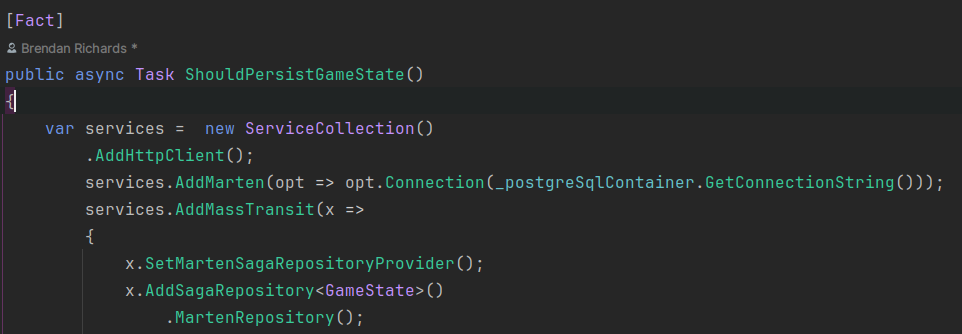 [Fact]
Brendan Richards *
public async Task ShouldPersistGameState()
{
    var services =  new ServiceCollection()
        .AddHttpClient();
        services.AddMarten(opt => opt.Connection(_postgreSqlContainer.GetConnectionString()));
        services.AddMassTransit(x =>
        {
            x.SetMartenSagaRepositoryProvider();
            x.AddSagaRepository<GameState>()
                .MartenRepository();